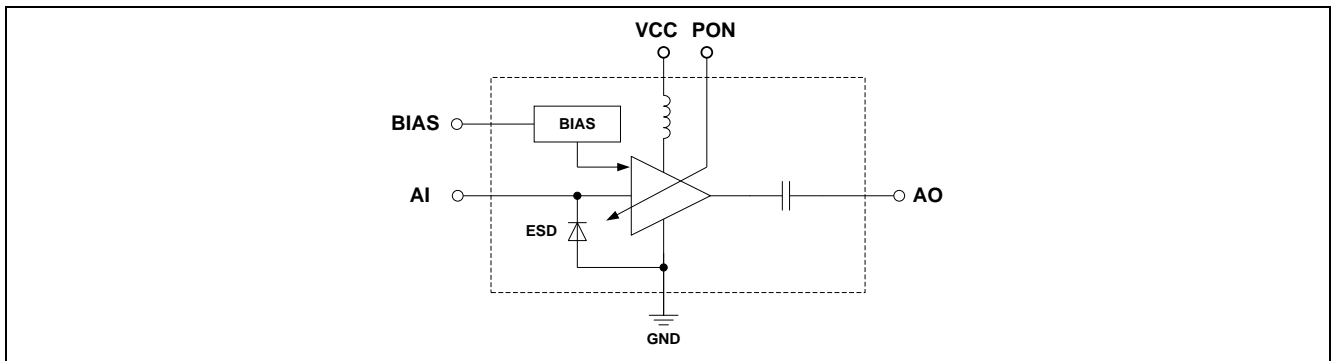 VCC PON
BIAS
BIAS
AI
AO
ESD
GND